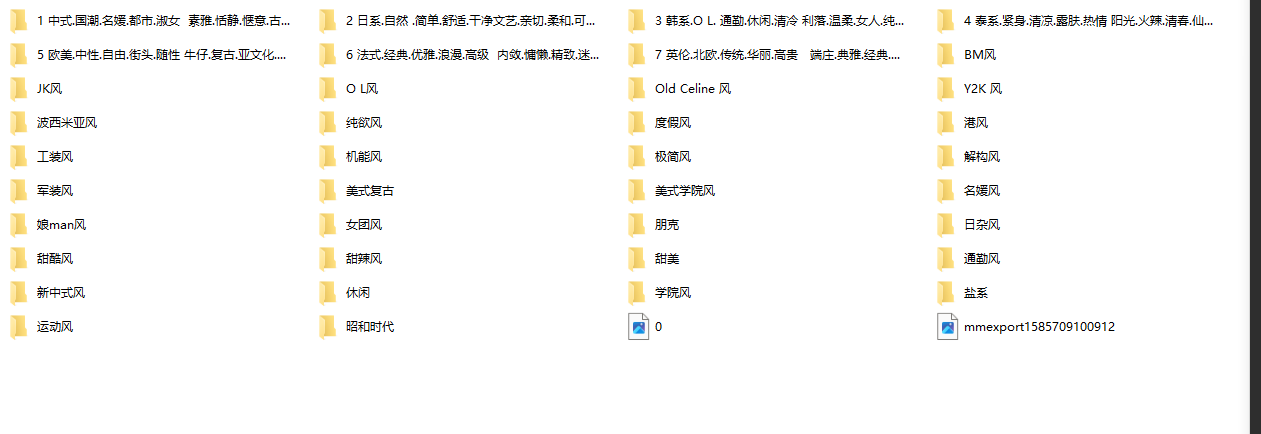 1 中式.国潮.名媛.都市.淑女  素雅.恬静.惬意.古...
2 日系.自然 .简单.舒适.干净文艺.亲切.柔和.可...
3 韩系.O L. 通勤.休闲.清冷 利落.温柔.女人.纯...
4 泰系.紧身.清凉.露肤.热情 阳光.火辣.清春.仙...
5 欧美.中性.自由.街头.随性 牛仔.复古.亚文化....
6 法式.经典.优雅.浪漫.高级  内敛.慵懒.精致.迷...
7 英伦.北欧.传统.华丽.高贵   端庄.典雅.经典....
BM风
JK风
O L风
Old Celine 风
Y2K 风
波西米亚风
纯欲风
度假风
港风
工装风
机能风
极简风
解构风
军装风
美式复古
美式学院风
名媛风
娘man风
女团风
朋克
日杂风
甜酷风
甜辣风
甜美
通勤风
新中式风
休闲
学院风
盐系
运动风
昭和时代
0
mmexport1585709100912